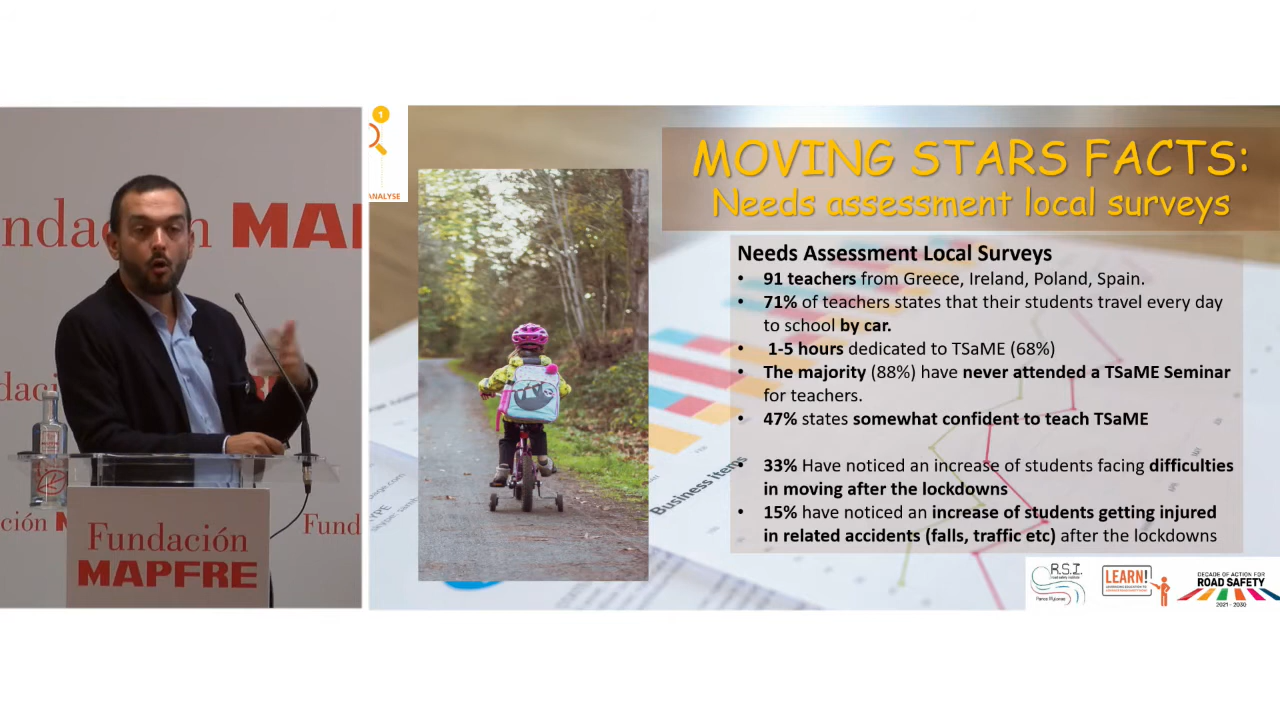 ndación MAPFRE
1
ANALYSE
MOVING STARS FACTS:
Needs assessment local surveys
Needs Assessment Local Surveys
• 91 teachers from Greece, Ireland, Poland, Spain.
• 71% of teachers states that their students travel every day
to school by car.
• 1-5 hours dedicated to TSaME (68%)
• The majority (88%) have never attended a TSaME Seminar
for teachers.
• 47% states somewhat confident to teach TSaME
• 33% Have noticed an increase of students facing difficulties
in moving after the lockdowns
• 15% have noticed an increase of students getting injured
in related accidents (falls, traffic etc) after the lockdowns
Business items
Fundación
MAPFRE
Fund
R.S.I.
LEARN!
DECADE OF ACTION FOR
ROAD SAFETY
2021 - 2030